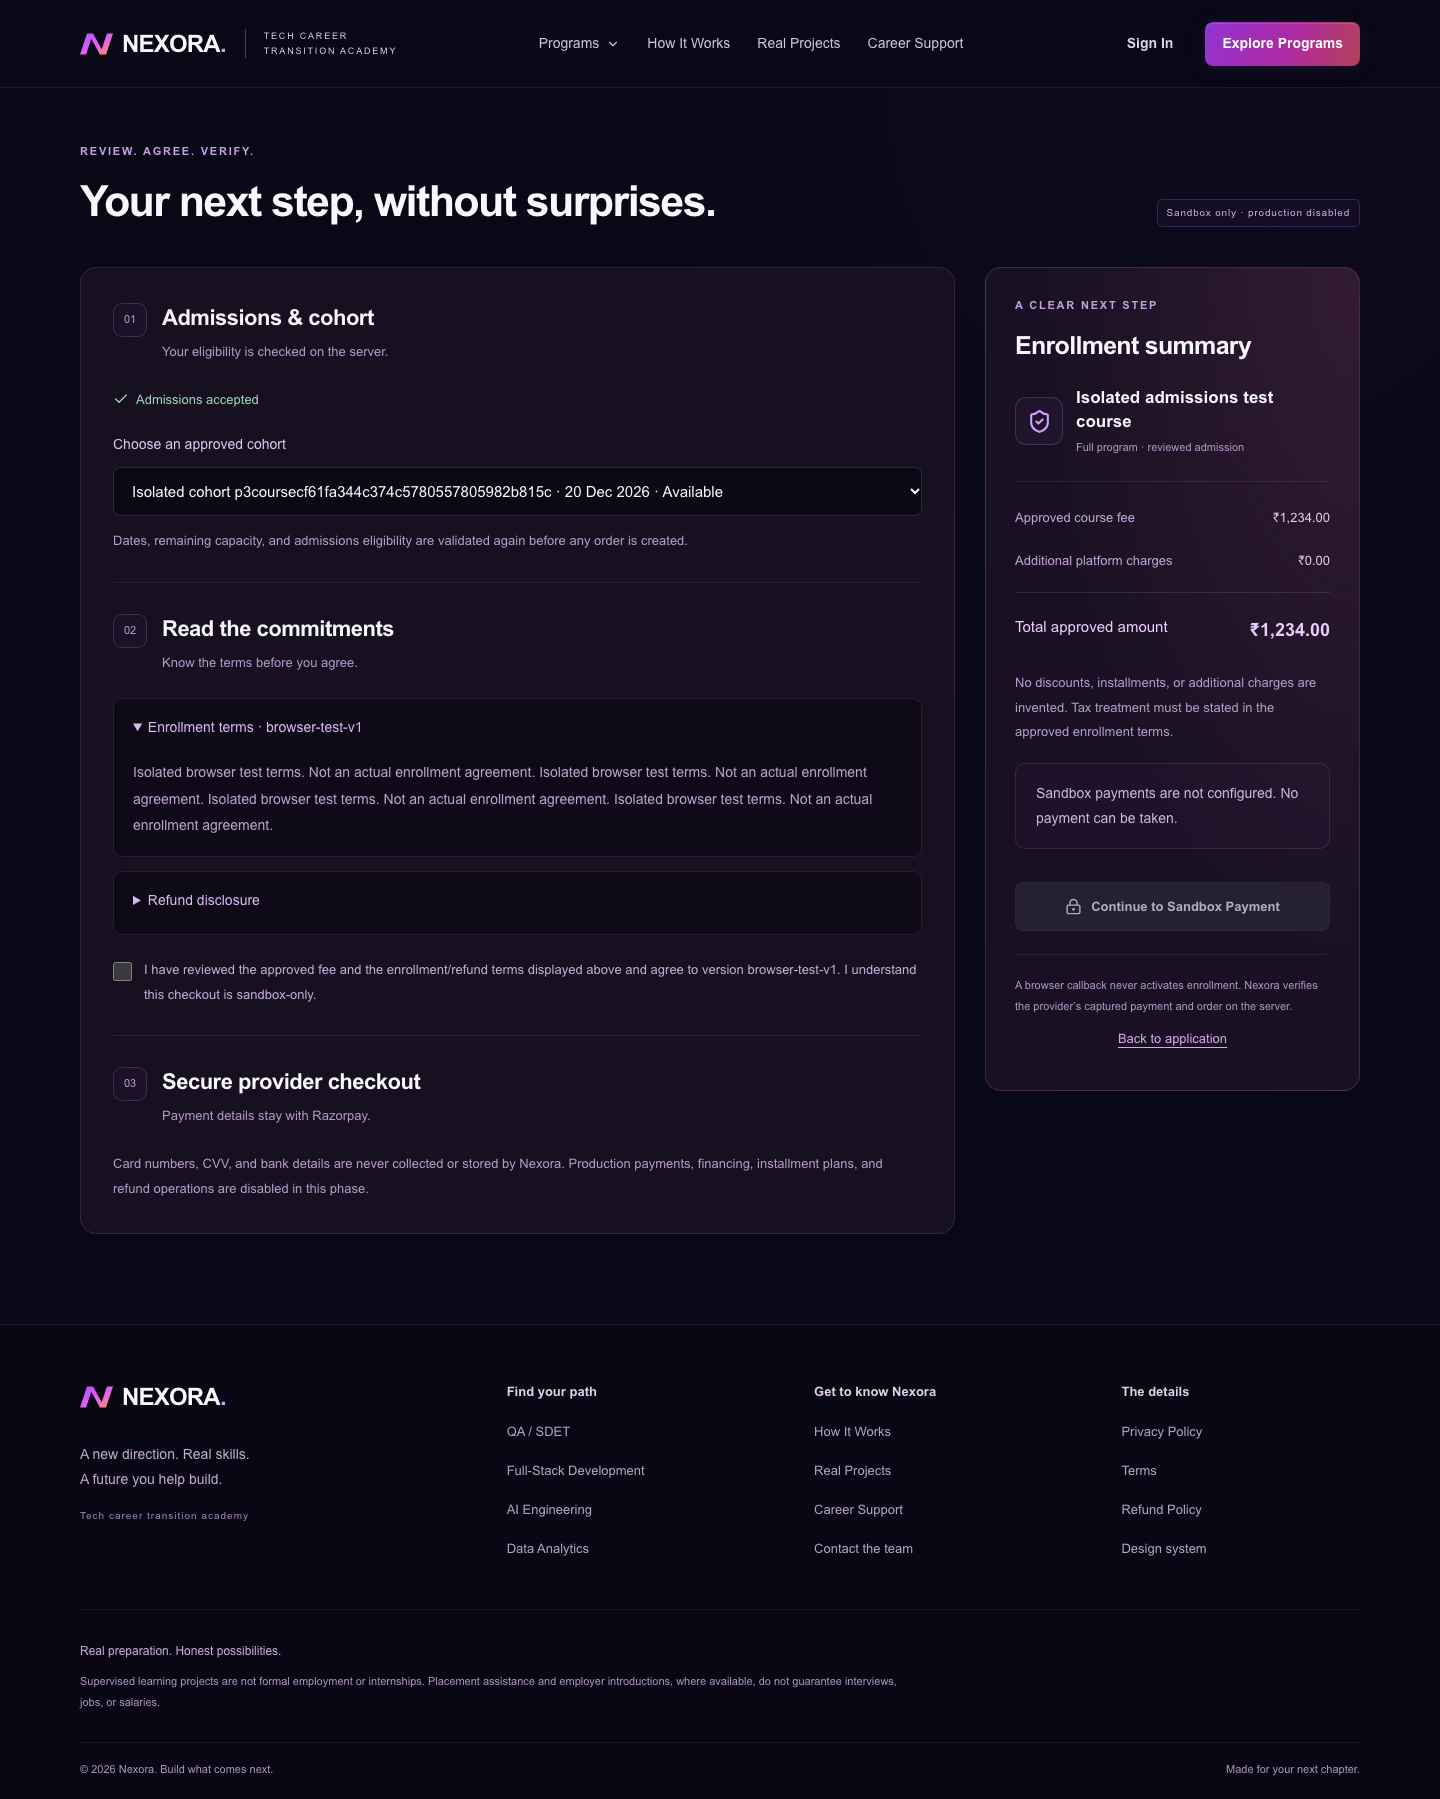 NEXORA.
TECH CAREER
TRANSITION ACADEMY
Programs
How It Works
Real Projects
Career Support
Sign In
Explore Programs
REVIEW. AGREE. VERIFY.
Your next step, without surprises.
Sandbox only · production disabled
01
Admissions & cohort
Your eligibility is checked on the server.
Admissions accepted
Choose an approved cohort
Isolated cohort p3coursecf61fa344c374c5780557805982b815c · 20 Dec 2026 · Available
Dates, remaining capacity, and admissions eligibility are validated again before any order is created.
02
Read the commitments
Know the terms before you agree.
Enrollment terms · browser-test-v1
Isolated browser test terms. Not an actual enrollment agreement. Isolated browser test terms. Not an actual enrollment
agreement. Isolated browser test terms. Not an actual enrollment agreement. Isolated browser test terms. Not an actual
enrollment agreement.
Refund disclosure
I have reviewed the approved fee and the enrollment/refund terms displayed above and agree to version browser-test-v1. I understand
this checkout is sandbox-only.
03
Secure provider checkout
Payment details stay with Razorpay.
Card numbers, CVV, and bank details are never collected or stored by Nexora. Production payments, financing, installment plans, and
refund operations are disabled in this phase.
A CLEAR NEXT STEP
Enrollment summary
Isolated admissions test
course
Full program · reviewed admission
Approved course fee
₹1,234.00
Additional platform charges
₹0.00
Total approved amount
₹1,234.00
No discounts, installments, or additional charges are
invented. Tax treatment must be stated in the
approved enrollment terms.
Sandbox payments are not configured. No
payment can be taken.
Continue to Sandbox Payment
A browser callback never activates enrollment. Nexora verifies
the provider's captured payment and order on the server.
Back to application
NEXORA.
A new direction. Real skills.
A future you help build.
Tech career transition academy
Find your path
QA / SDET
Full-Stack Development
AI Engineering
Data Analytics
Get to know Nexora
How It Works
Real Projects
Career Support
Contact the team
The details
Privacy Policy
Terms
Refund Policy
Design system
Real preparation. Honest possibilities.
Supervised learning projects are not formal employment or internships. Placement assistance and employer introductions, where available, do not guarantee interviews,
jobs, or salaries.
© 2026 Nexora. Build what comes next.
Made for your next chapter.